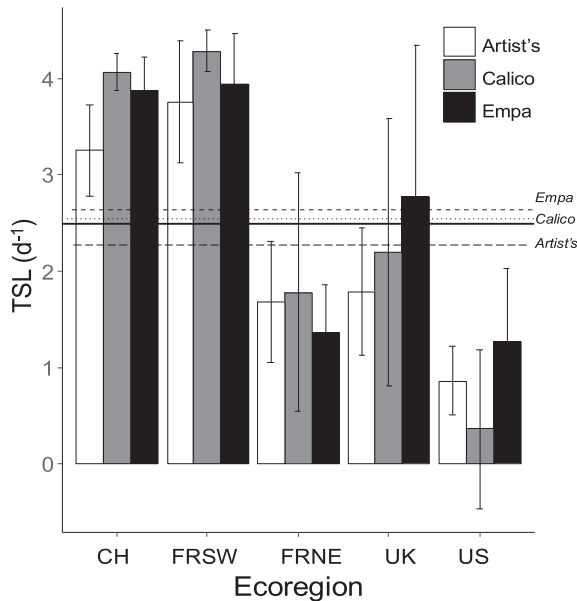 Artist's
Calico
Empa
4
3
2
1
0
TSL (d-1)
Empa
Calico
Artist's
CH FRSW FRNE UK US
Ecoregion